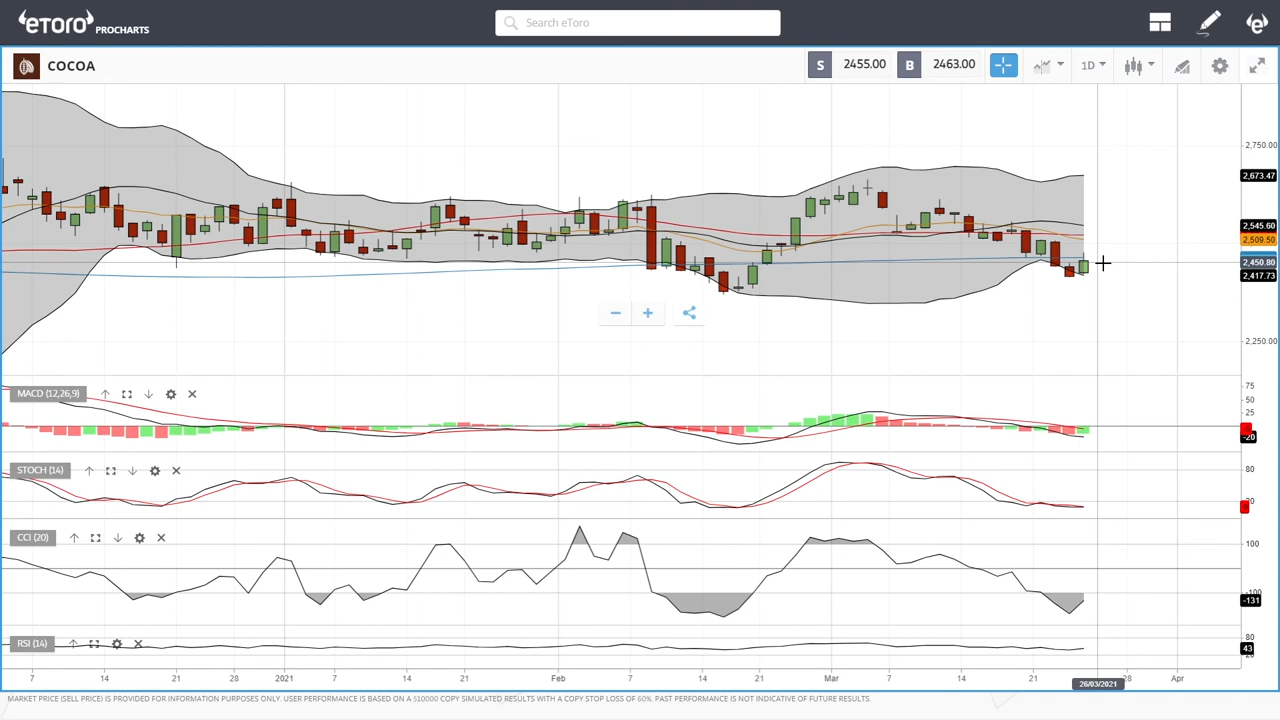 eToro PROCHARTS
Search eToro
COCOA
S 2455.00 B 2463.00
1D
2,750.00
2,673.47
2,545.60
2,509.50
2,450.80
2,417.73
2,250.00
MACD (12,26,9)
75
50
25
-20
STOCH (14)
80
20
CCI (20)
100
-100
-131
RSI (14)
80
43
7 14 21 28 2021 7 14 21 Feb 7 14 21 Mar 7 14 21 28 Apr
26/03/2021
MARKET PRICE (SELL PRICE) IS PROVIDED FOR INFORMATION PURPOSES ONLY. USER PERFORMANCE IS BASED ON A $10000 COPY SIMULATED RESULTS WITH A COPY STOP LOSS OF 60%. PAST PERFORMANCE IS NOT INDICATIVE OF FUTURE RESULTS.